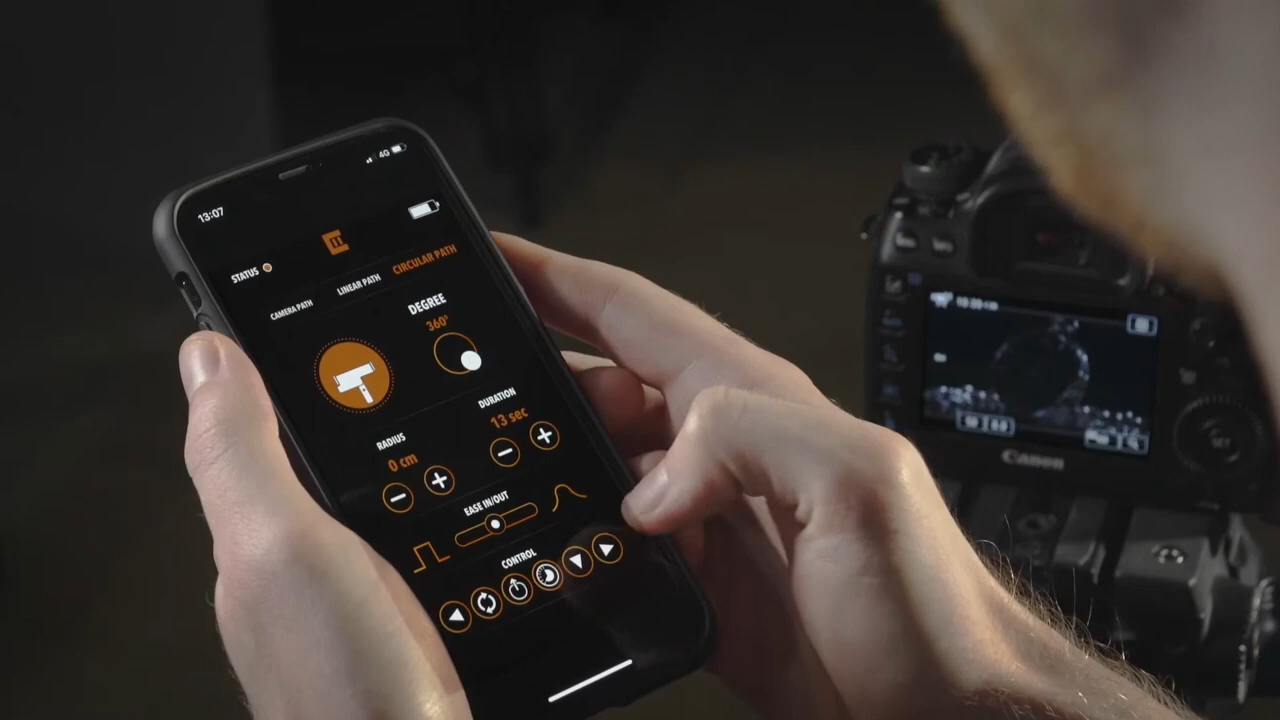 13:07
4G
STATUS
CAMERA PATH
LINEAR PATH
CIRCULAR PATH
DEGREE
360°
RADIUS
0 cm
DURATION
13 sec
EASE IN/OUT
CONTROL
Canon